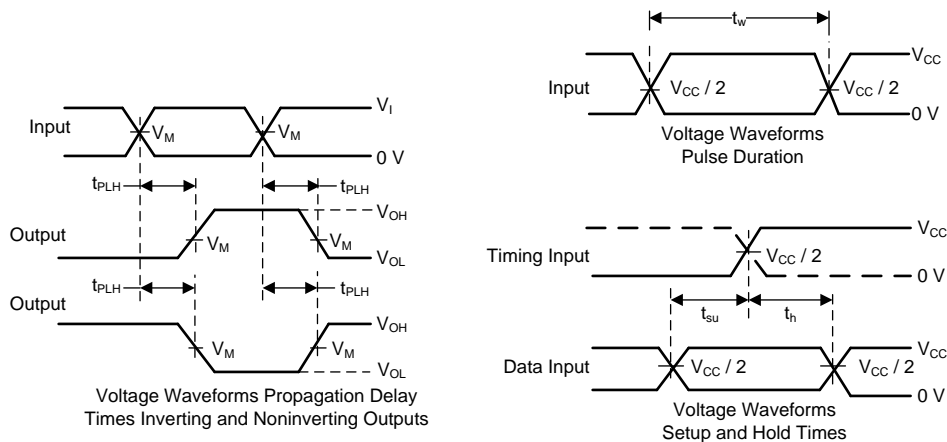 Input
V_I
V_M
V_M
0 V
t_PLH
t_PLH
Output
V_OH
V_M
V_M
V_OL
Output
t_PLH
t_PLH
V_OH
V_M
V_M
V_OL
Voltage Waveforms Propagation Delay
Times Inverting and Noninverting Outputs
t_w
Input
V_CC
V_CC / 2
V_CC / 2
0 V
Voltage Waveforms
Pulse Duration
Timing Input
V_CC
V_CC / 2
0 V
t_su
t_h
Data Input
V_CC
V_CC / 2
V_CC / 2
0 V
Voltage Waveforms
Setup and Hold Times